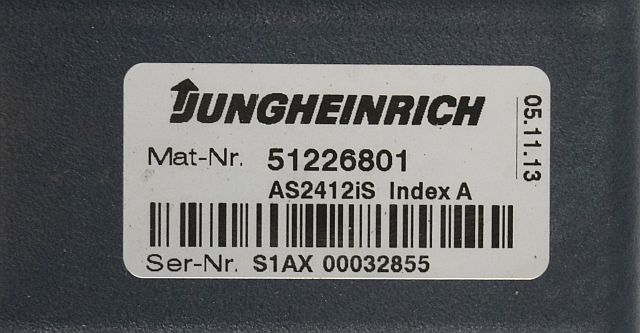 JUNGHEINRICH
Mat-Nr. 51226801
AS2412iS Index A
Ser-Nr. S1AX 00032855
05.11.13